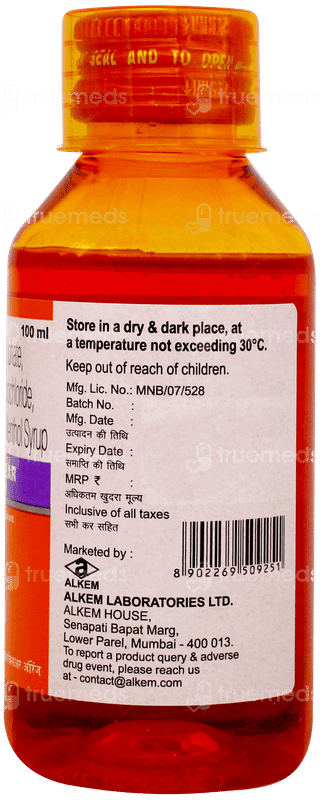 SEAL AND TO OPEN
100 ml
Store in a dry & dark place, at
a temperature not exceeding 30°C.
Keep out of reach of children.
Mfg. Lic. No.: MNB/07/528
Batch No. :
Mfg. Date :
उत्पादन की तिथि
Expiry Date :
समाप्ति की तिथि
MRP ₹ :
अधिकतम खुदरा मूल्य
Inclusive of all taxes
सभी कर सहित
Syrup
8 902269 509251
Marketed by :
ALKEM
ALKEM LABORATORIES LTD.
ALKEM HOUSE,
Senapati Bapat Marg,
Lower Parel, Mumbai - 400 013.
To report a product query & adverse
drug event, please reach us
at - contact@alkem.com
truemeds